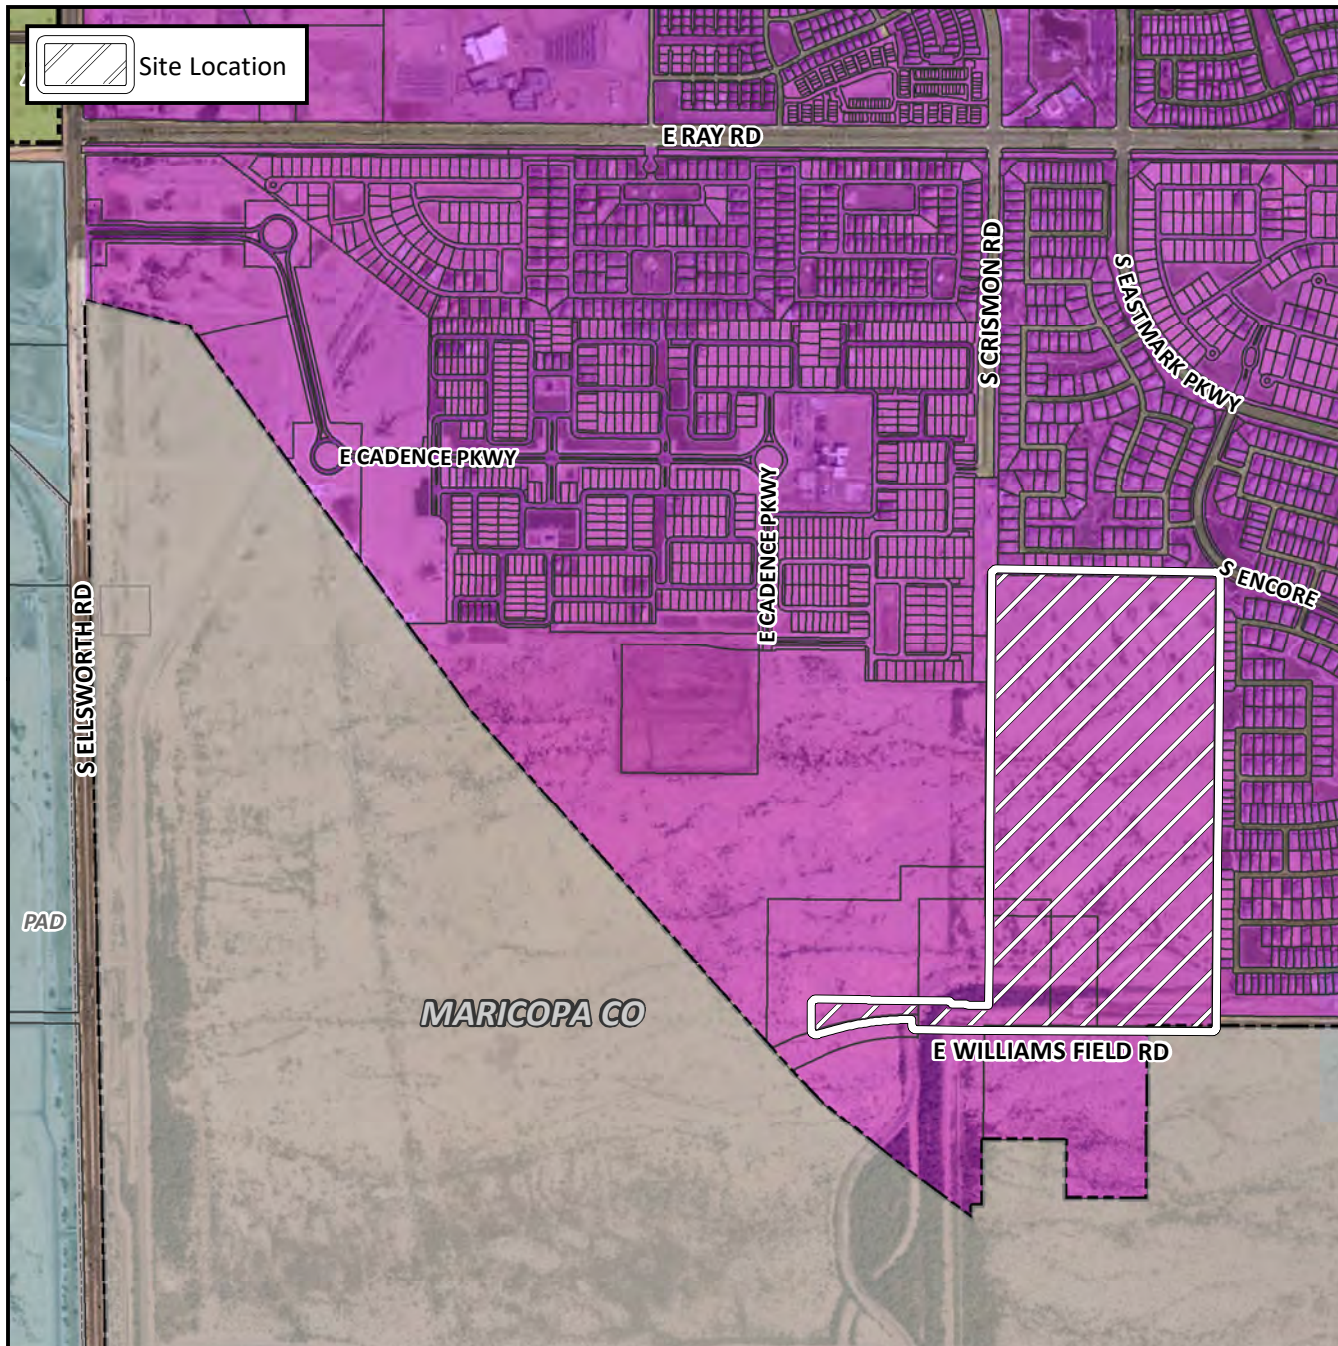 Site Location
E RAY RD
S CRISMON RD
S EASTMARK PKWY
E CADENCE PKWY
E CADENCE PKWY
S ENCORE
S ELLSWORTH RD
PAD
MARICOPA CO
E WILLIAMS FIELD RD